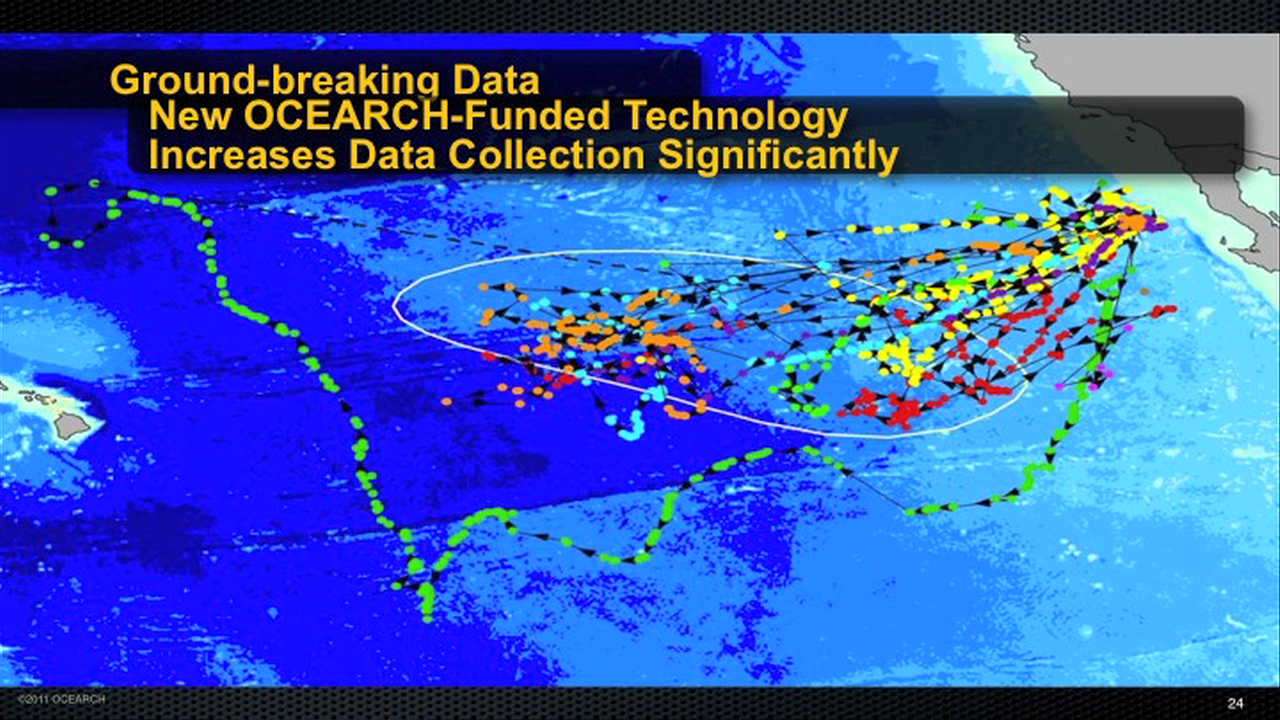 Ground-breaking Data
New OCEARCH-Funded Technology
Increases Data Collection Significantly
©2011 OCEARCH
24